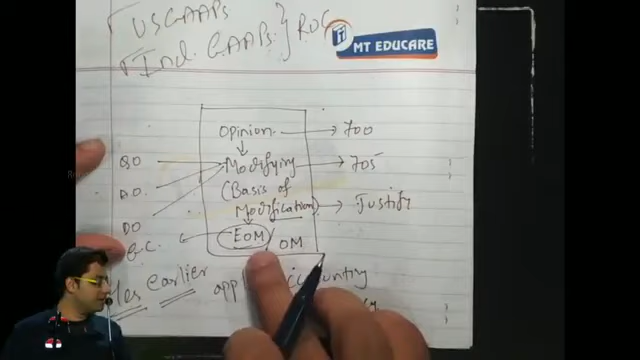 USGAAPs
Ind. GAAPs } ROC
MT EDUCARE
Opinion → 700
QO
Modifying → 705
AO
(Basis of
Modification) → Justify
DO
EOM / OM
G.C.
earlier
accounting